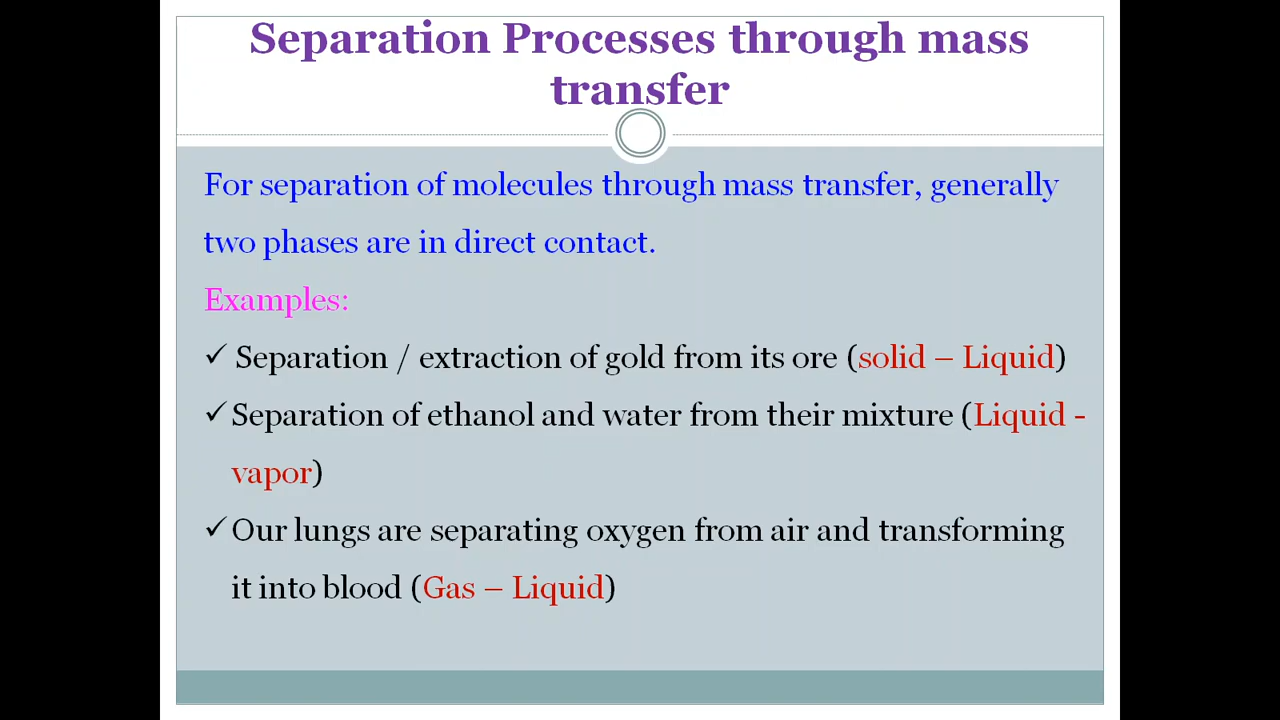 Separation Processes through mass
transfer
For separation of molecules through mass transfer, generally
two phases are in direct contact.
Examples:
✓ Separation / extraction of gold from its ore (solid – Liquid)
✓ Separation of ethanol and water from their mixture (Liquid -
vapor)
✓ Our lungs are separating oxygen from air and transforming
it into blood (Gas – Liquid)